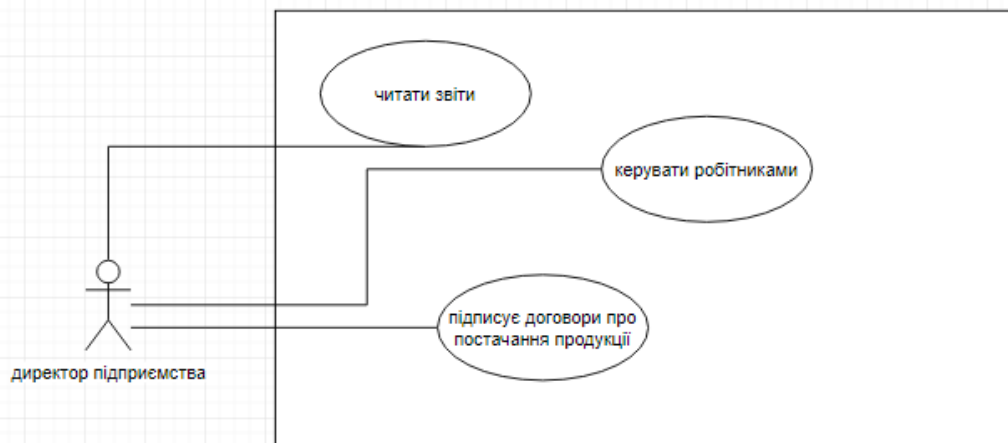 читати звіти
керувати робітниками
підписує договори про
постачання продукції
директор підприємства